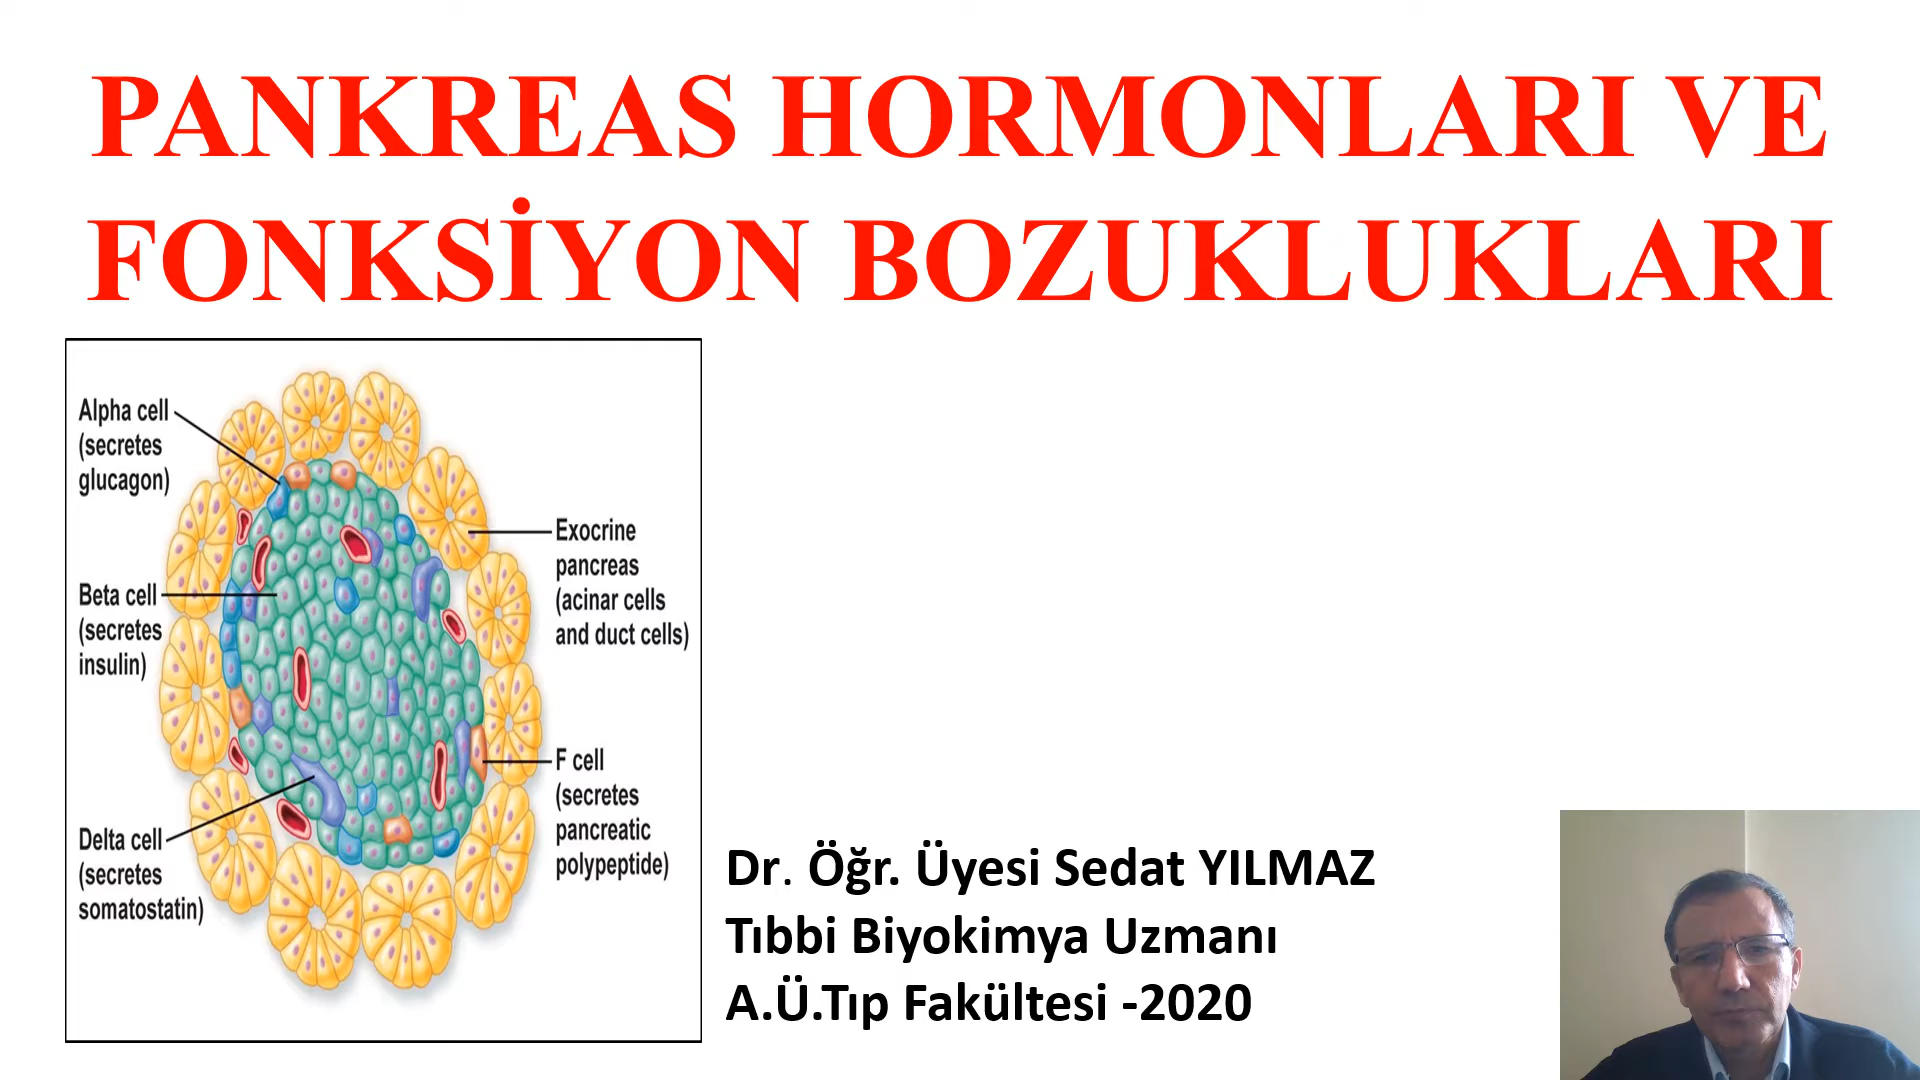 PANKREAS HORMONLARI VE
FONKSİYON BOZUKLUKLARI
Alpha cell
(secretes
glucagon)
Beta cell
(secretes
insulin)
Delta cell
(secretes
somatostatin)
Exocrine
pancreas
(acinar cells
and duct cells)
F cell
(secretes
pancreatic
polypeptide)
Dr. Öğr. Üyesi Sedat YILMAZ
Tıbbi Biyokimya Uzmanı
A.Ü.Tıp Fakültesi -2020